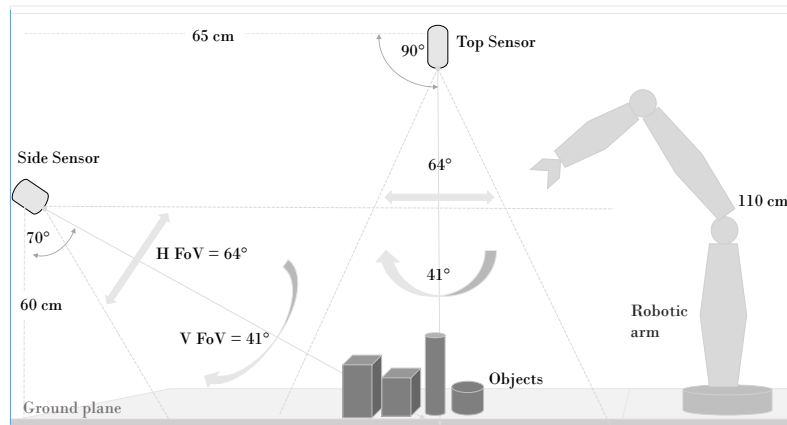 65 cm
90°
Top Sensor
64°
Side Sensor
70°
H FoV = 64°
110 cm
41°
60 cm
V FoV = 41°
Robotic
arm
Objects
Ground plane